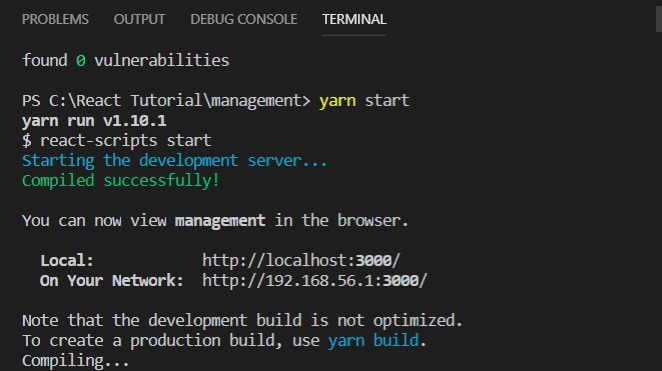 PROBLEMS OUTPUT DEBUG CONSOLE TERMINAL
found 0 vulnerabilities
PS C:\React Tutorial\management> yarn start
yarn run v1.10.1
$ react-scripts start
Starting the development server...
Compiled successfully!
You can now view management in the browser.
Local: http://localhost:3000/
On Your Network: http://192.168.56.1:3000/
Note that the development build is not optimized.
To create a production build, use yarn build.
Compiling...